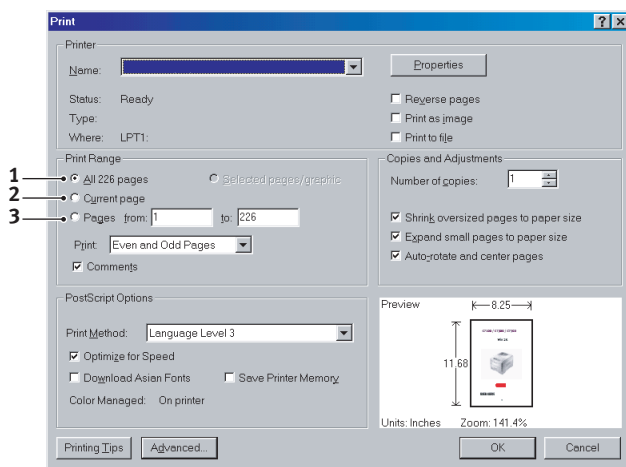 Print
Printer
Name:
Properties
Status: Ready
Type:
Where: LPT1:
Reverse pages
Print as image
Print to file
Print Range
1 All 226 pages
Selected pages/graphic
2 Current page
3 Pages from: 1 to: 226
Print: Even and Odd Pages
Comments
Copies and Adjustments
Number of copies: 1
Shrink oversized pages to paper size
Expand small pages to paper size
Auto-rotate and center pages
PostScript Options
Print Method: Language Level 3
Optimize for Speed
Download Asian Fonts
Save Printer Memory
Color Managed: On printer
Preview
8.25
11.68
Units: Inches Zoom: 141.4%
Printing Tips
Advanced...
OK
Cancel